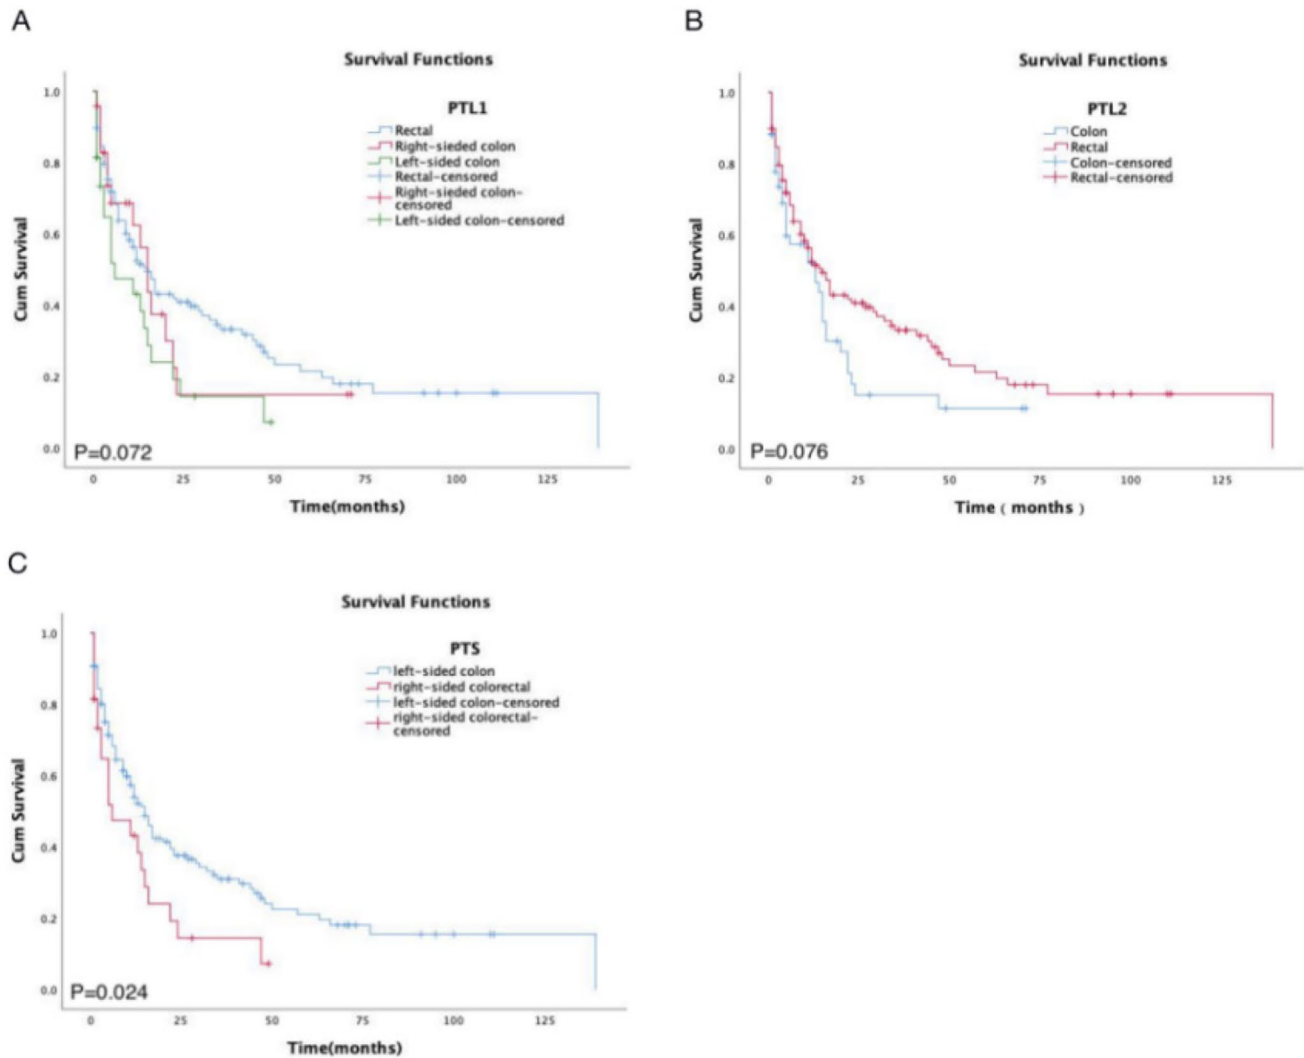 A
Survival Functions
PTL1
Rectal
Right-sieded colon
Left-sided colon
Rectal-censored
Right-sieded colon-
censored
Left-sided colon-censored
Cum Survival
1.0
0.8
0.6
0.4
0.2
0.0
P=0.072
0 25 50 75 100 125
Time(months)
B
Survival Functions
PTL2
Colon
Rectal
Colon-censored
Rectal-censored
Cum Survival
1.0
0.8
0.6
0.4
0.2
0.0
P=0.076
0 25 50 75 100 125
Time ( months )
C
Survival Functions
PTS
left-sided colon
right-sided colorectal
left-sided colon-censored
right-sided colorectal-
censored
Cum Survival
1.0
0.8
0.6
0.4
0.2
0.0
P=0.024
0 25 50 75 100 125
Time(months)